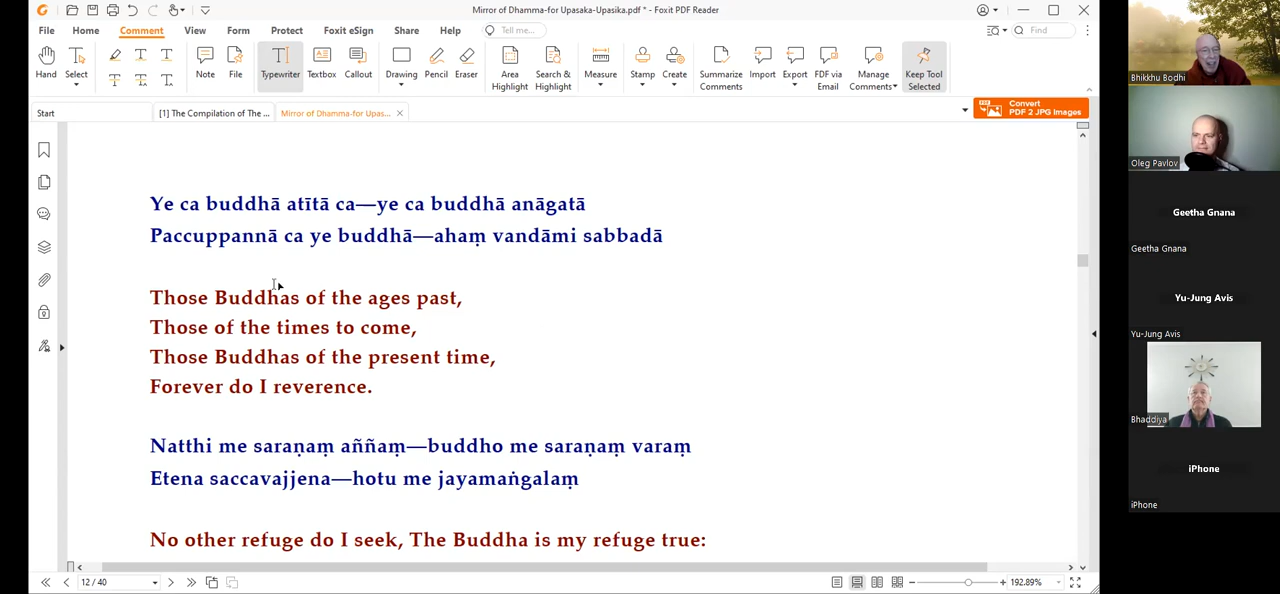 Mirror of Dhamma-for Upasaka-Upasika.pdf * - Foxit PDF Reader
File Home Comment View Form Protect Foxit eSign Share Help Tell me... Find
Hand Select Note File Typewriter Textbox Callout Drawing Pencil Eraser Area Highlight Search & Highlight Measure Stamp Create Summarize Comments Import Export FDF via Email Manage Comments Keep Tool Selected
Start [1] The Compilation of The ... Mirror of Dhamma-for Upas... Convert PDF 2 JPG Images
Ye ca buddhā atītā ca—ye ca buddhā anāgatā
Paccuppannā ca ye buddhā—ahaṃ vandāmi sabbadā
Those Buddhas of the ages past,
Those of the times to come,
Those Buddhas of the present time,
Forever do I reverence.
Natthi me saraṇaṃ aññaṃ—buddho me saraṇaṃ varaṃ
Etena saccavajjena—hotu me jayamaṅgalaṃ
No other refuge do I seek, The Buddha is my refuge true:
12 / 40
192.89%
Bhikkhu Bodhi
Oleg Pavlov
Geetha Gnana
Geetha Gnana
Yu-Jung Avis
Yu-Jung Avis
Bhaddiya
iPhone
iPhone